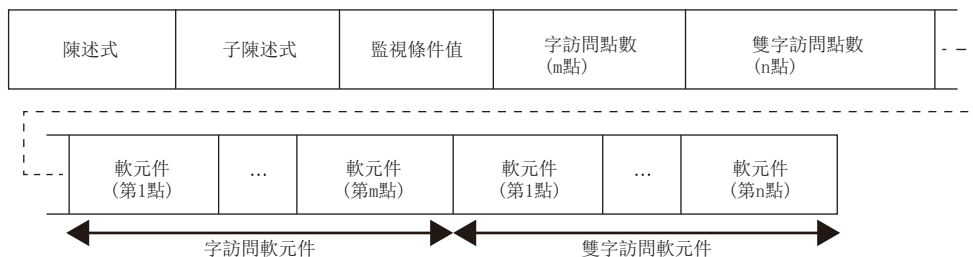 陳述式
子陳述式
監視條件值
字訪問點數
(m點)
雙字訪問點數
(n點)
軟元件
(第1點)
…
軟元件
(第m點)
軟元件
(第1點)
…
軟元件
(第n點)
字訪問軟元件
雙字訪問軟元件